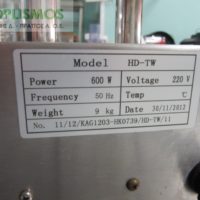 OPUSMOS
Model HD-TW
Power 600 W Voltage 220 V
Frequency 50 Hz Temp ℃
Weight 9 kg Date 30/11/2012
No. 11/12/KAG1203-HK0739/HD-TW/11